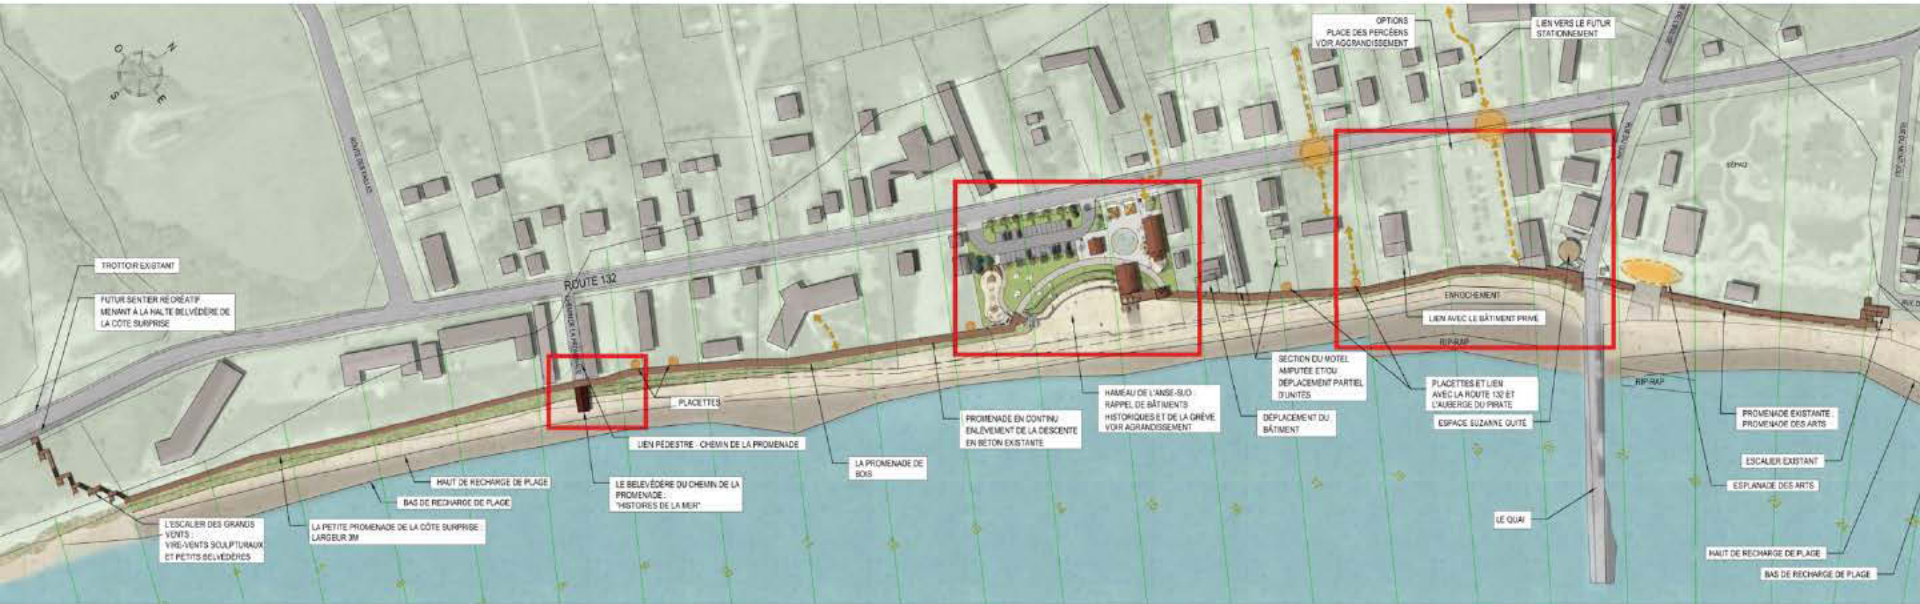 OPTIONS
PLACE DES PERCÉENS
VOIR AGGRANDISSEMENT
LIEN VERS LE FUTUR
STATIONNEMENT
N
O
S
E
TROTTOIR EXISTANT
FUTUR SENTIER RÉCRÉATIF
MENANT À LA HALTE BELVÉDÈRE DE
LA CÔTE SURPRISE
ROUTE 132
ENROCHEMENT
LIEN AVEC LE BÂTIMENT PRIVÉ
RIP-RAP
RIP-RAP
PLACETTES
LIEN PÉDESTRE - CHEMIN DE LA PROMENADE
PROMENADE EN CONTINU
ENLÈVEMENT DE LA DESCENTE
EN BÉTON EXISTANTE
HAMEAU DE L'ANSE-SUD :
RAPPEL DE BÂTIMENTS
HISTORIQUES ET DE LA GRÈVE
VOIR AGRANDISSEMENT
SECTION DU MOTEL
AMPUTÉE ET/OU
DÉPLACEMENT PARTIEL
D'UNITÉS
DÉPLACEMENT DU
BÂTIMENT
PLACETTES ET LIEN
AVEC LA ROUTE 132 ET
L'AUBERGE DU PIRATE
ESPACE SUZANNE GUITÉ
PROMENADE EXISTANTE :
PROMENADE DES ARTS
ESCALIER EXISTANT
ESPLANADE DES ARTS
LA PROMENADE DE
BOIS
HAUT DE RECHARGE DE PLAGE
BAS DE RECHARGE DE PLAGE
LE BELEVÉDÈRE DU CHEMIN DE LA
PROMENADE :
"HISTOIRES DE LA MER"
L'ESCALIER DES GRANDS
VENTS :
VIRE-VENTS SCULPTURAUX
ET PETITS BELVÉDÈRES
LA PETITE PROMENADE DE LA CÔTE SURPRISE :
LARGEUR 3M
LE QUAI
HAUT DE RECHARGE DE PLAGE
BAS DE RECHARGE DE PLAGE